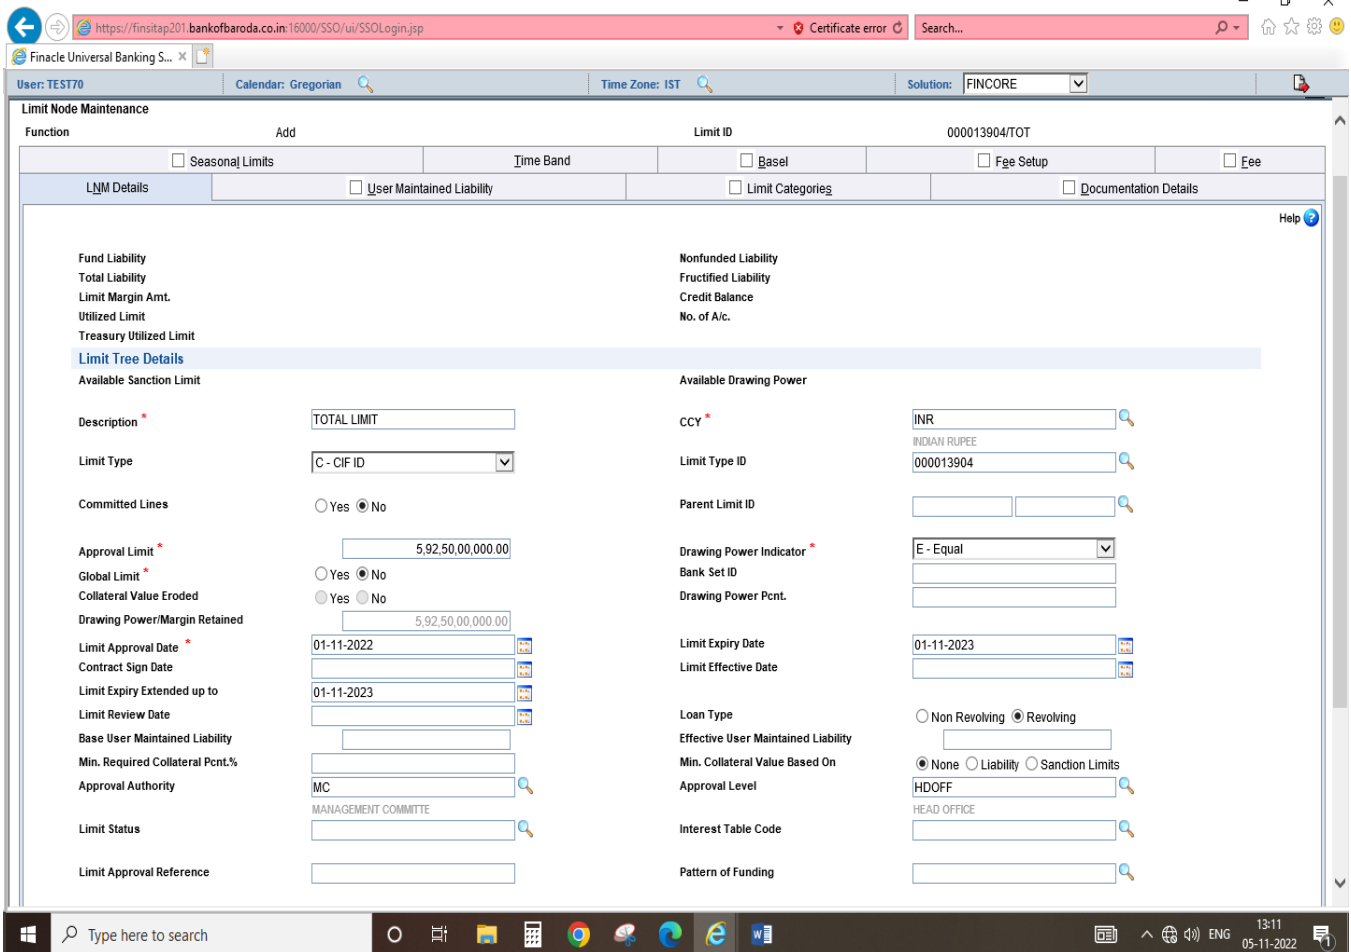 https://finsitap201.bankofbaroda.co.in:16000/SSO/ui/SSOLogin.jsp Certificate error Search...
Finacle Universal Banking S...
User: TEST70 Calendar: Gregorian Time Zone: IST Solution: FINCORE
Limit Node Maintenance
Function Add Limit ID 000013904/TOT
Seasonal Limits Time Band Basel Fee Setup Fee
LNM Details User Maintained Liability Limit Categories Documentation Details
Help ?
Fund Liability Nonfunded Liability
Total Liability Fructified Liability
Limit Margin Amt. Credit Balance
Utilized Limit No. of A/c.
Treasury Utilized Limit
Limit Tree Details
Available Sanction Limit Available Drawing Power
Description * TOTAL LIMIT CCY * INR
INDIAN RUPEE
Limit Type C - CIF ID Limit Type ID 000013904
Committed Lines Yes No Parent Limit ID
Approval Limit * 5,92,50,00,000.00 Drawing Power Indicator * E - Equal
Global Limit * Yes No Bank Set ID
Collateral Value Eroded Yes No Drawing Power Pcnt.
Drawing Power/Margin Retained 5,92,50,00,000.00
Limit Approval Date * 01-11-2022 Limit Expiry Date 01-11-2023
Contract Sign Date Limit Effective Date
Limit Expiry Extended up to 01-11-2023
Limit Review Date Loan Type Non Revolving Revolving
Base User Maintained Liability Effective User Maintained Liability
Min. Required Collateral Pcnt.% Min. Collateral Value Based On None Liability Sanction Limits
Approval Authority MC Approval Level HDOFF
MANAGEMENT COMMITTE HEAD OFFICE
Limit Status Interest Table Code
Limit Approval Reference Pattern of Funding
Type here to search ENG 13:11
05-11-2022